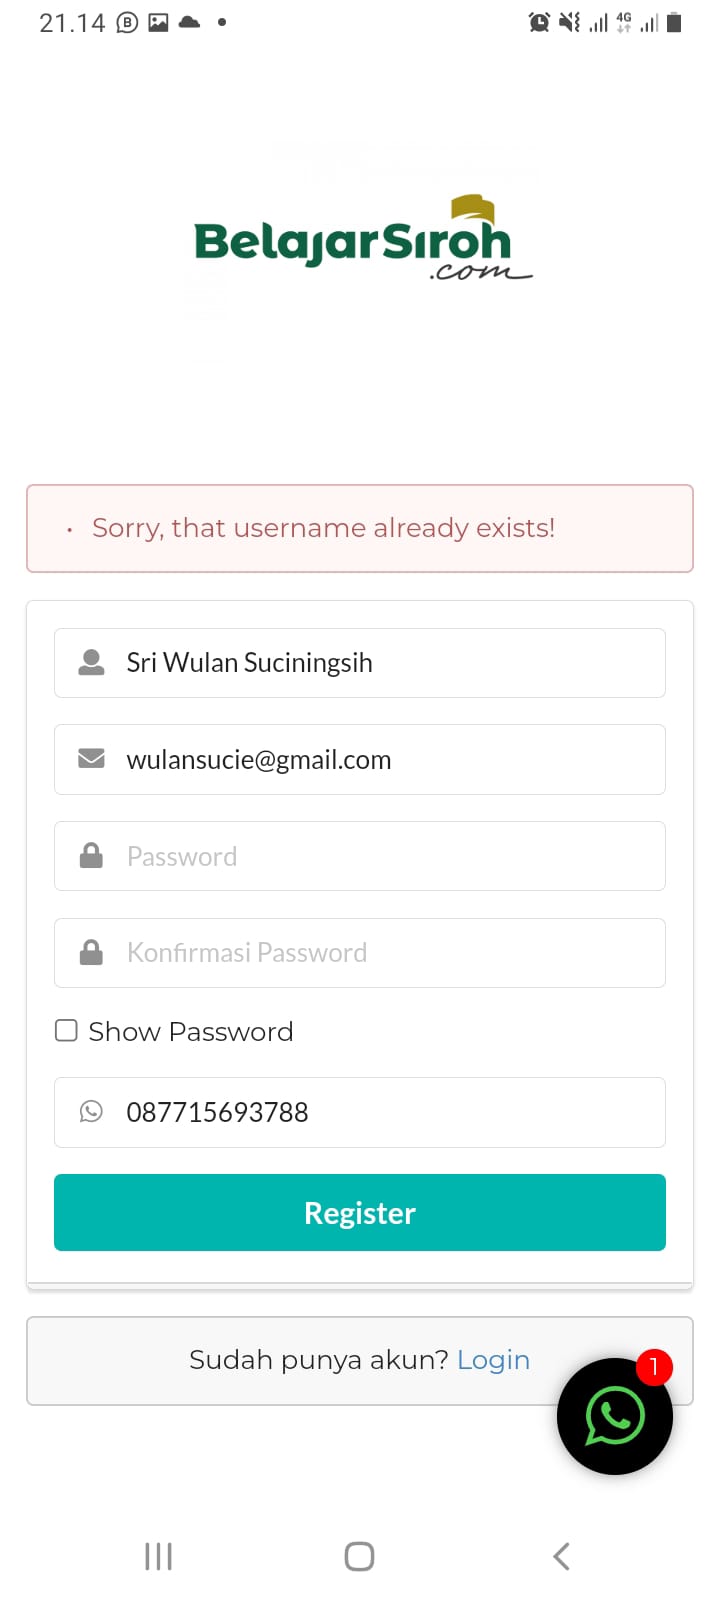 21.14
4G
BelajarSiroh
.com
· Sorry, that username already exists!
Sri Wulan Suciningsih
wulansucie@gmail.com
Password
Konfirmasi Password
Show Password
087715693788
Register
Sudah punya akun? Login
1